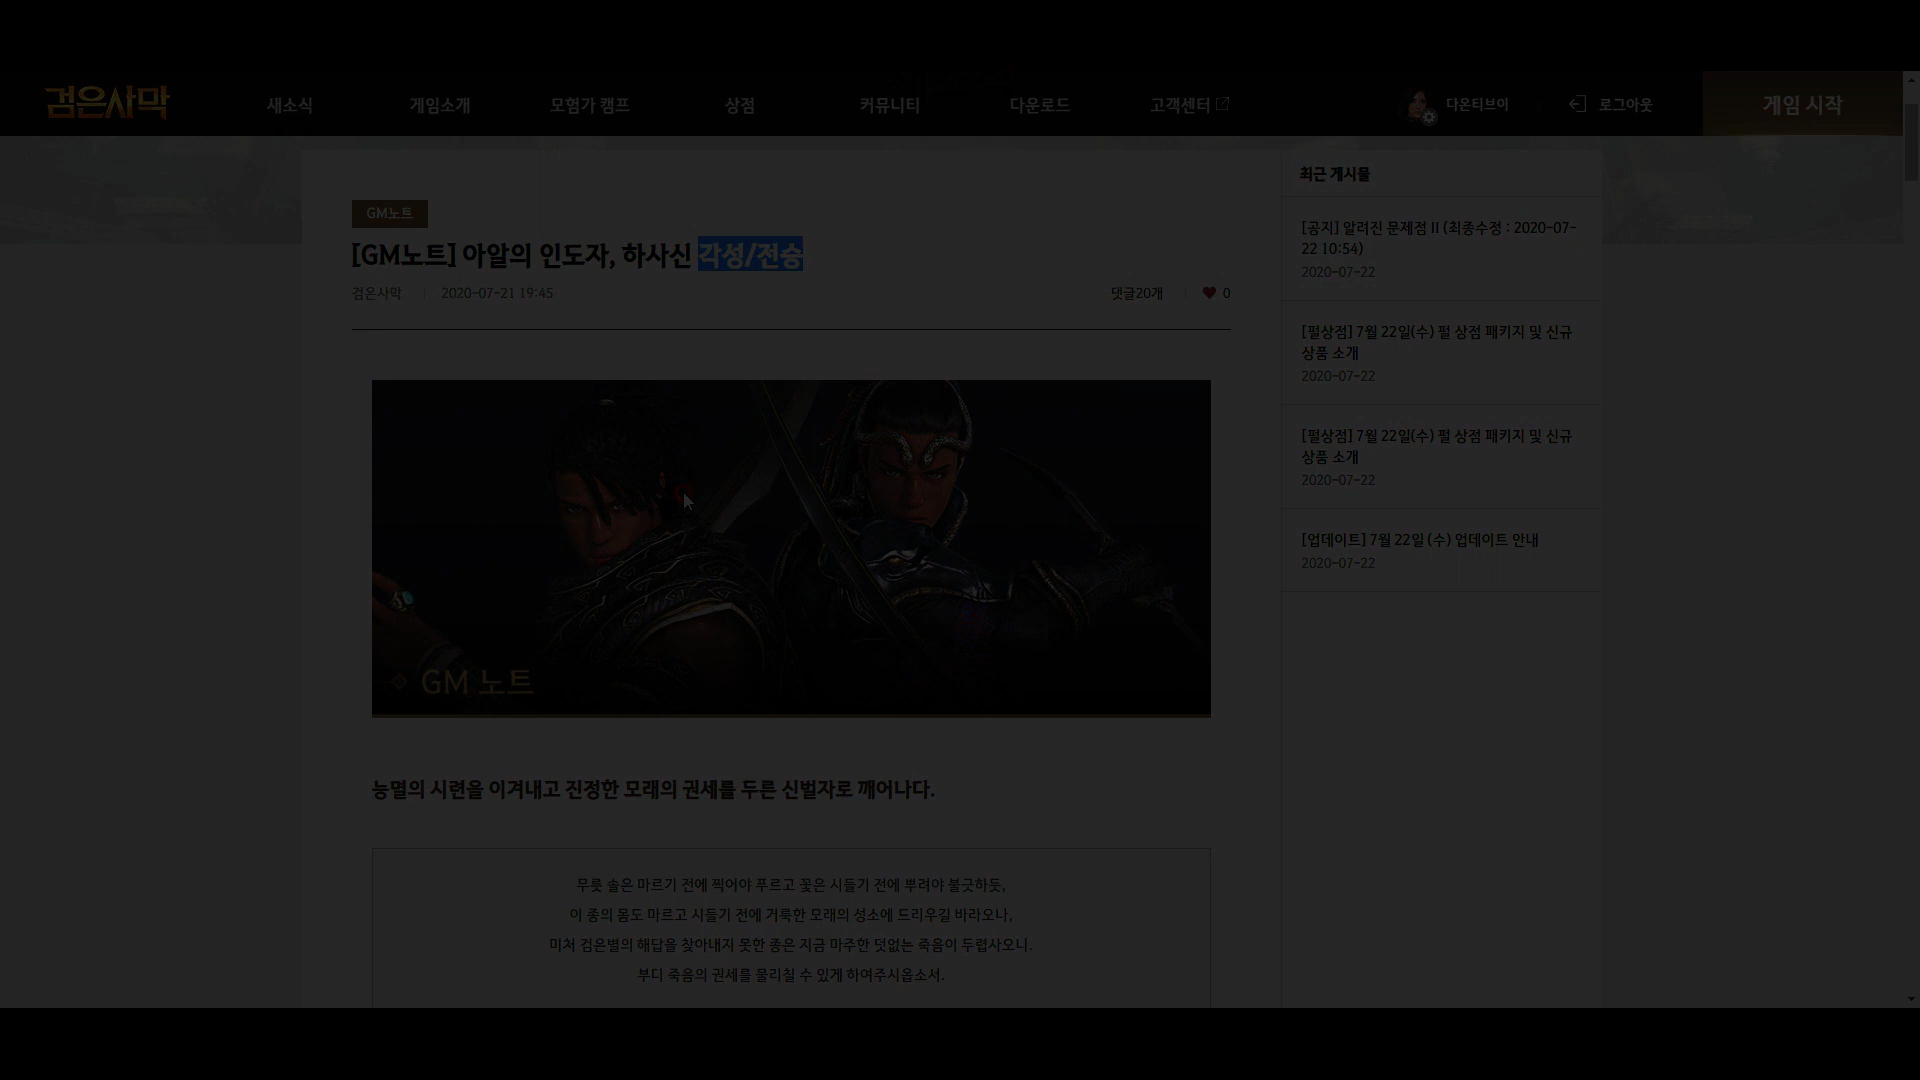 검은사막
새소식
게임소개
모험가 캠프
상점
커뮤니티
다운로드
고객센터
다온티브이
로그아웃
게임 시작
GM노트
[GM노트] 아알의 인도자, 하사신 각성/전승
검은사막
2020-07-21 19:45
댓글20개
0
GM 노트
능멸의 시련을 이겨내고 진정한 모래의 권세를 두른 신벌자로 깨어나다.
무릇 솔은 마르기 전에 찍어야 푸르고 꽃은 시들기 전에 뿌려야 불긋하듯,
이 종의 몸도 마르고 시들기 전에 거룩한 모래의 성소에 드리우길 바라오나,
미처 검은별의 해답을 찾아내지 못한 종은 지금 마주한 덧없는 죽음이 두렵사오니.
부디 죽음의 권세를 물리칠 수 있게 하여주시옵소서.
최근 게시물
[공지] 알려진 문제점 II (최종수정 : 2020-07-
22 10:54)
2020-07-22
[펄상점] 7월 22일(수) 펄 상점 패키지 및 신규
상품 소개
2020-07-22
[펄상점] 7월 22일(수) 펄 상점 패키지 및 신규
상품 소개
2020-07-22
[업데이트] 7월 22일 (수) 업데이트 안내
2020-07-22